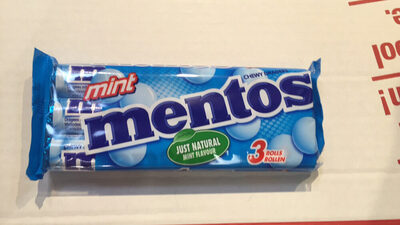 mint
CHEWY DRAGEES
mentos
JUST NATURAL
MINT FLAVOUR
3 ROLLS
ROLLEN